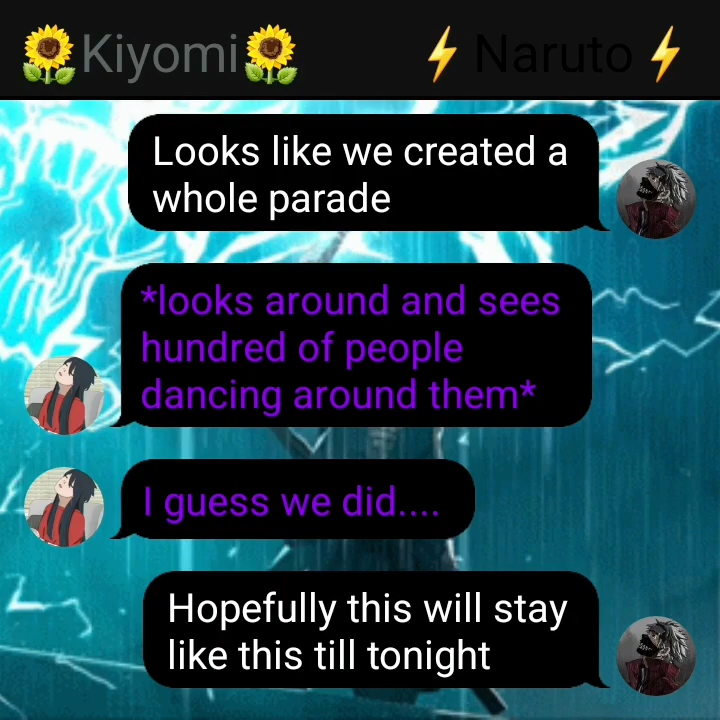 🌻Kiyomi🌻 ⚡ Naruto ⚡
Looks like we created a
whole parade
*looks around and sees
hundred of people
dancing around them*
I guess we did....
Hopefully this will stay
like this till tonight